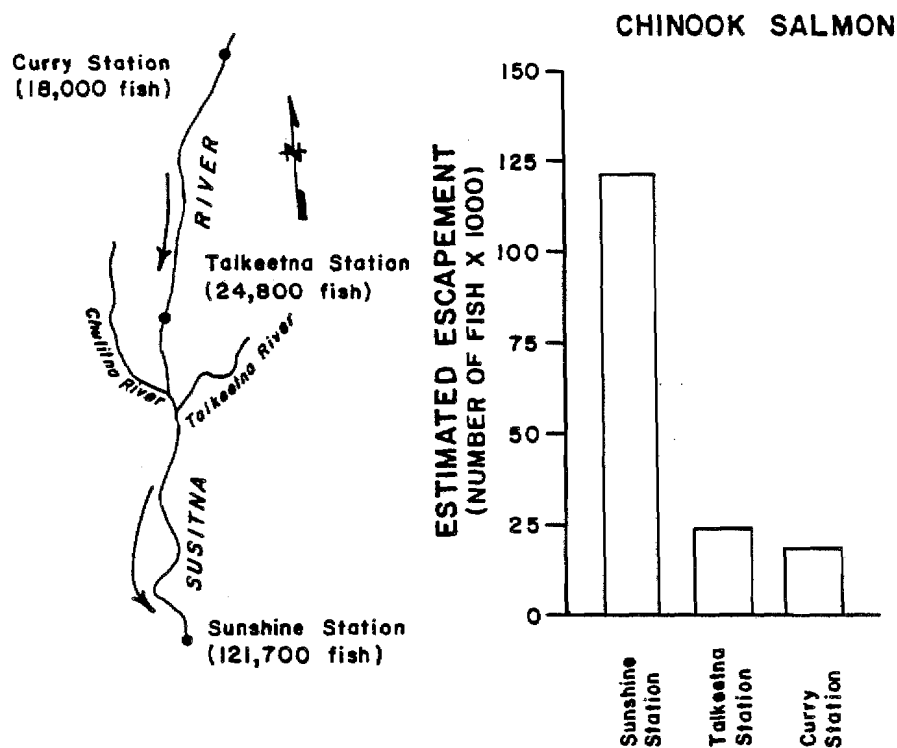 CHINOOK SALMON
Curry Station
(18,000 fish)
RIVER
Talkeetna Station
(24,800 fish)
Chulitna River
Talkeetna River
SUSITNA
Sunshine Station
(121,700 fish)
ESTIMATED ESCAPEMENT
(NUMBER OF FISH X 1000)
150
125
100
75
50
25
0
Sunshine
Station
Talkeetna
Station
Curry
Station